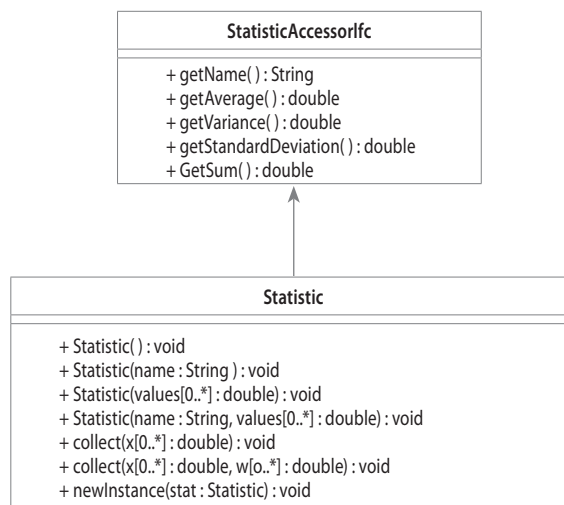 StatisticAccessorIfc
+ getName( ) : String
+ getAverage( ) : double
+ getVariance( ) : double
+ getStandardDeviation( ) : double
+ GetSum( ) : double
Statistic
+ Statistic( ) : void
+ Statistic(name : String ) : void
+ Statistic(values[0..*] : double) : void
+ Statistic(name : String, values[0..*] : double) : void
+ collect(x[0..*] : double) : void
+ collect(x[0..*] : double, w[o..*] : double) : void
+ newInstance(stat : Statistic) : void